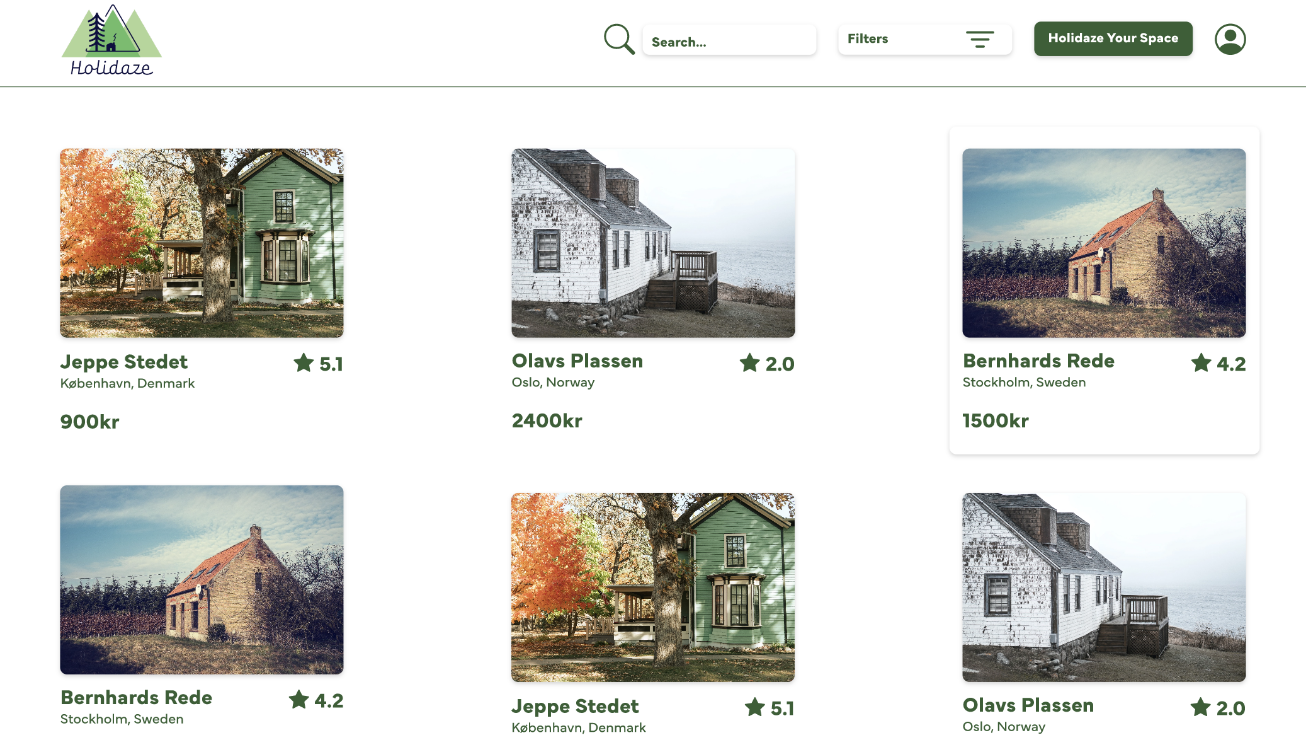 Holidaze
Search...
Filters
Holidaze Your Space
Jeppe Stedet
5.1
København, Denmark
900kr
Olavs Plassen
2.0
Oslo, Norway
2400kr
Bernhards Rede
4.2
Stockholm, Sweden
1500kr
Bernhards Rede
4.2
Stockholm, Sweden
Jeppe Stedet
5.1
København, Denmark
Olavs Plassen
2.0
Oslo, Norway